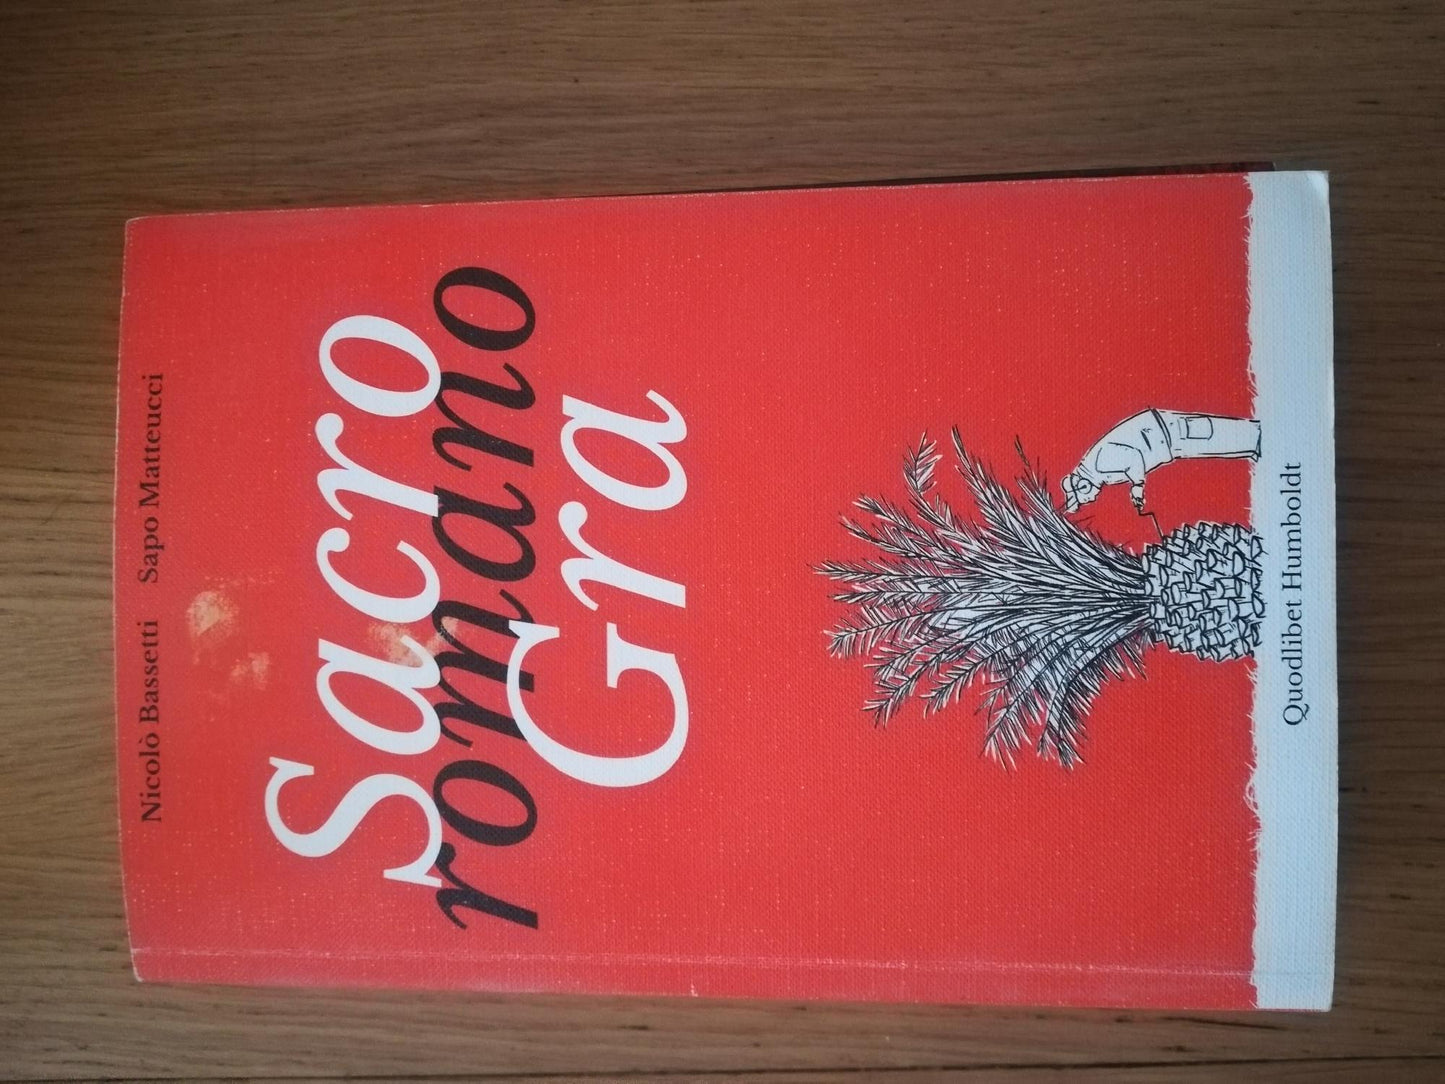 Nicolò Bassetti Sapo Matteucci
Sacro
romano
Gra
Quodlibet Humboldt